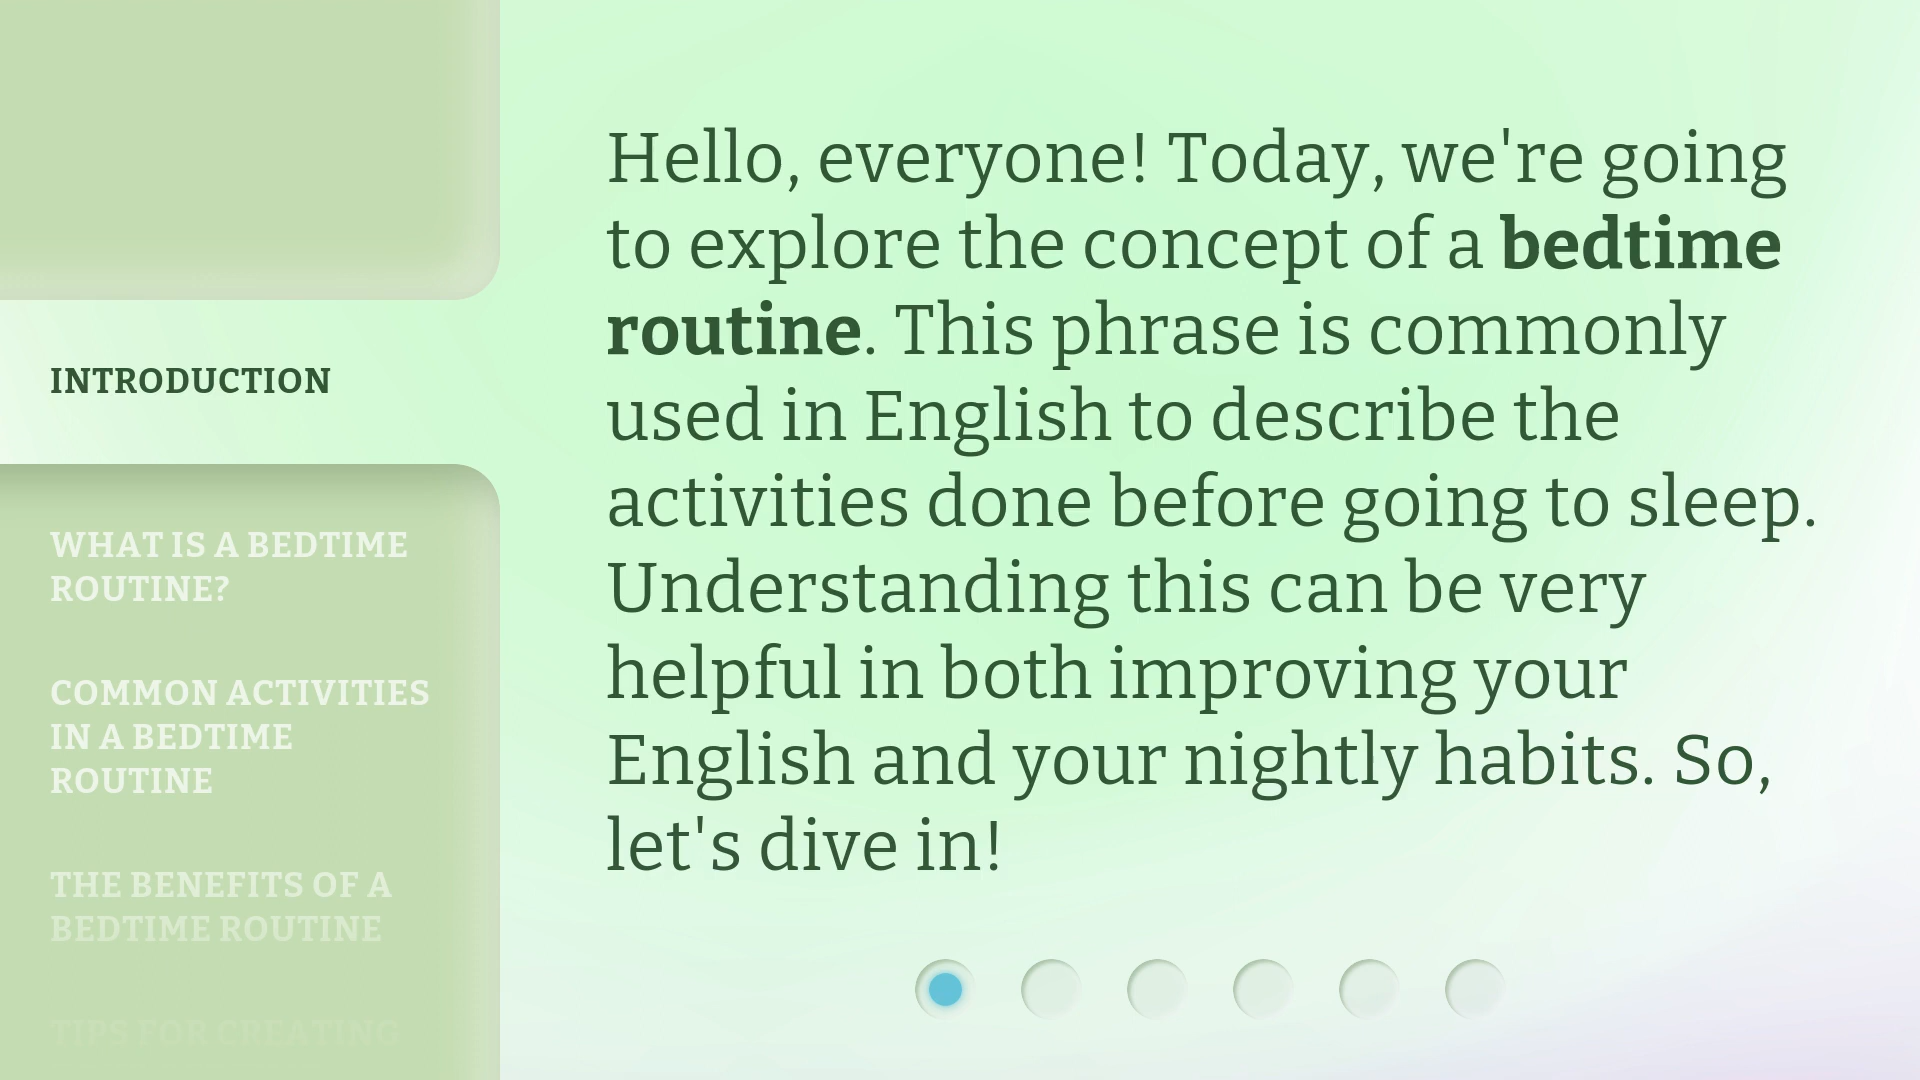 INTRODUCTION
WHAT IS A BEDTIME
ROUTINE?
COMMON ACTIVITIES
IN A BEDTIME
ROUTINE
THE BENEFITS OF A
BEDTIME ROUTINE
TIPS FOR CREATING
Hello, everyone! Today, we're going
to explore the concept of a bedtime
routine. This phrase is commonly
used in English to describe the
activities done before going to sleep.
Understanding this can be very
helpful in both improving your
English and your nightly habits. So,
let's dive in!